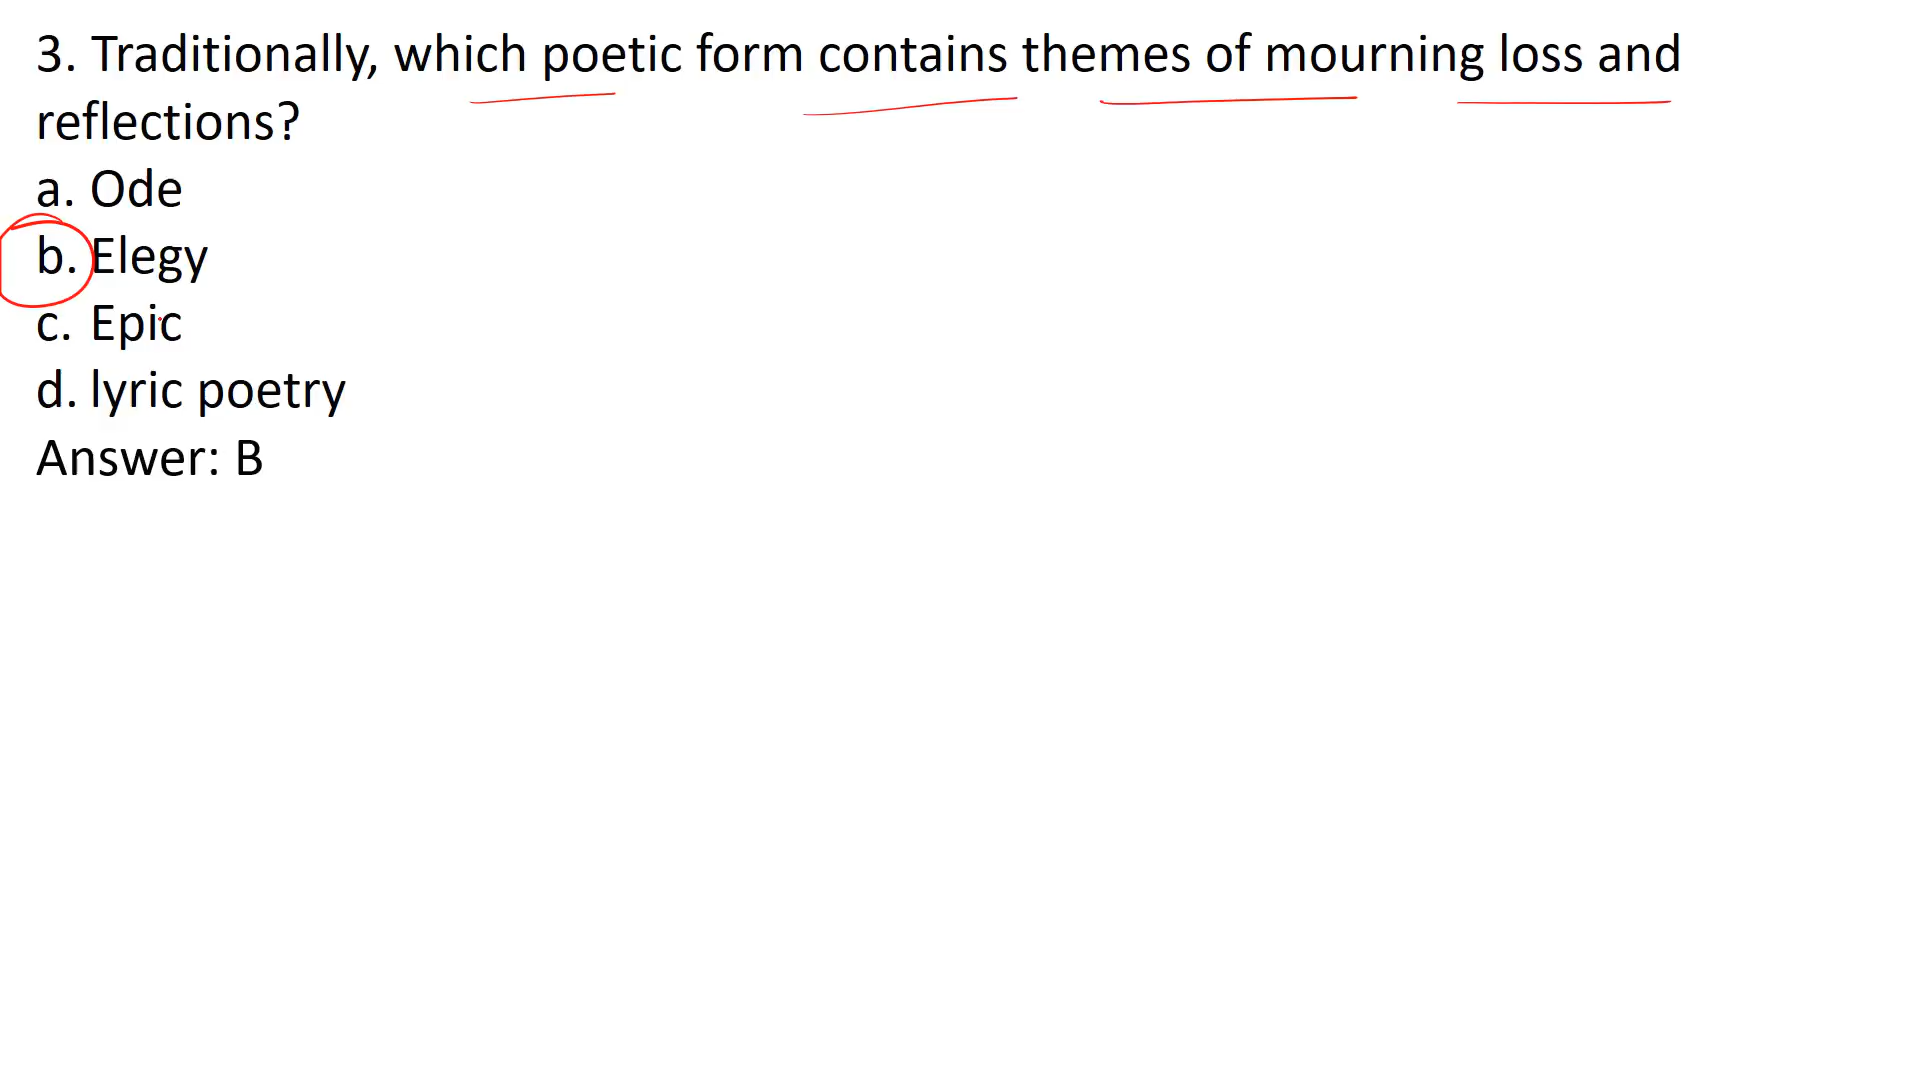 3. Traditionally, which poetic form contains themes of mourning loss and
reflections?
a. Ode
b. Elegy
c. Epic
d. lyric poetry
Answer: B